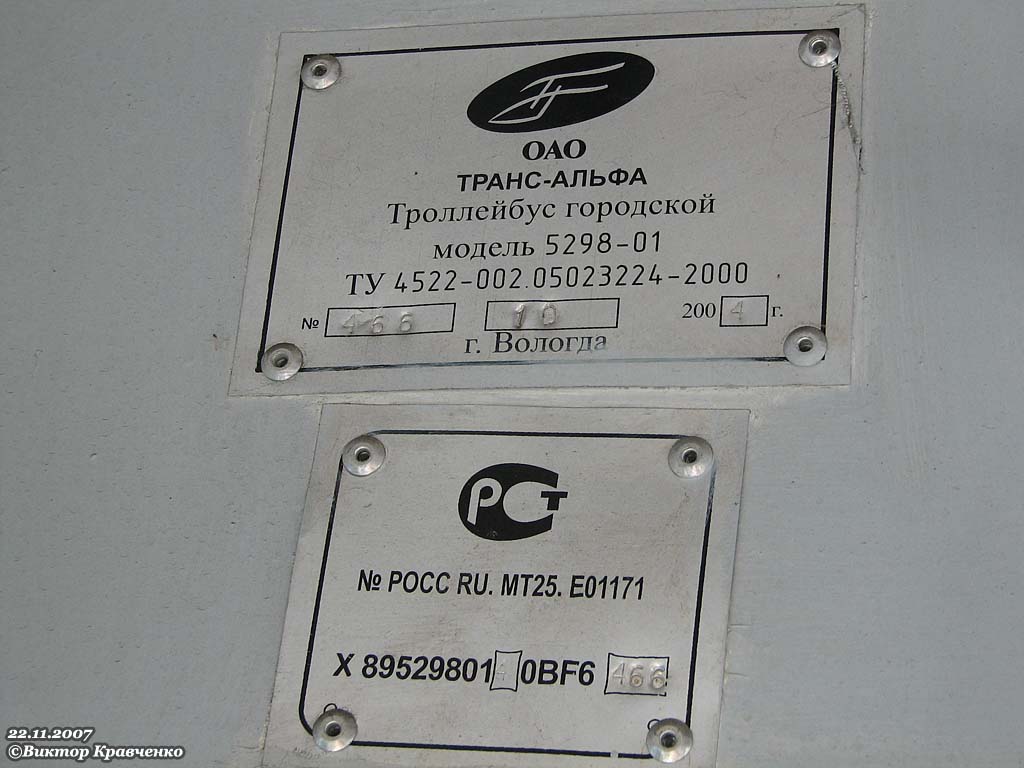 ОАО
ТРАНС-АЛЬФА
Троллейбус городской
модель 5298-01
ТУ 4522-002.05023224-2000
№ 466 10 2004 г.
г. Вологда
РСТ
№ РОСС RU. МТ25. Е01171
X 89529801 4 0BF6 466
22.11.2007
©Виктор Кравченко